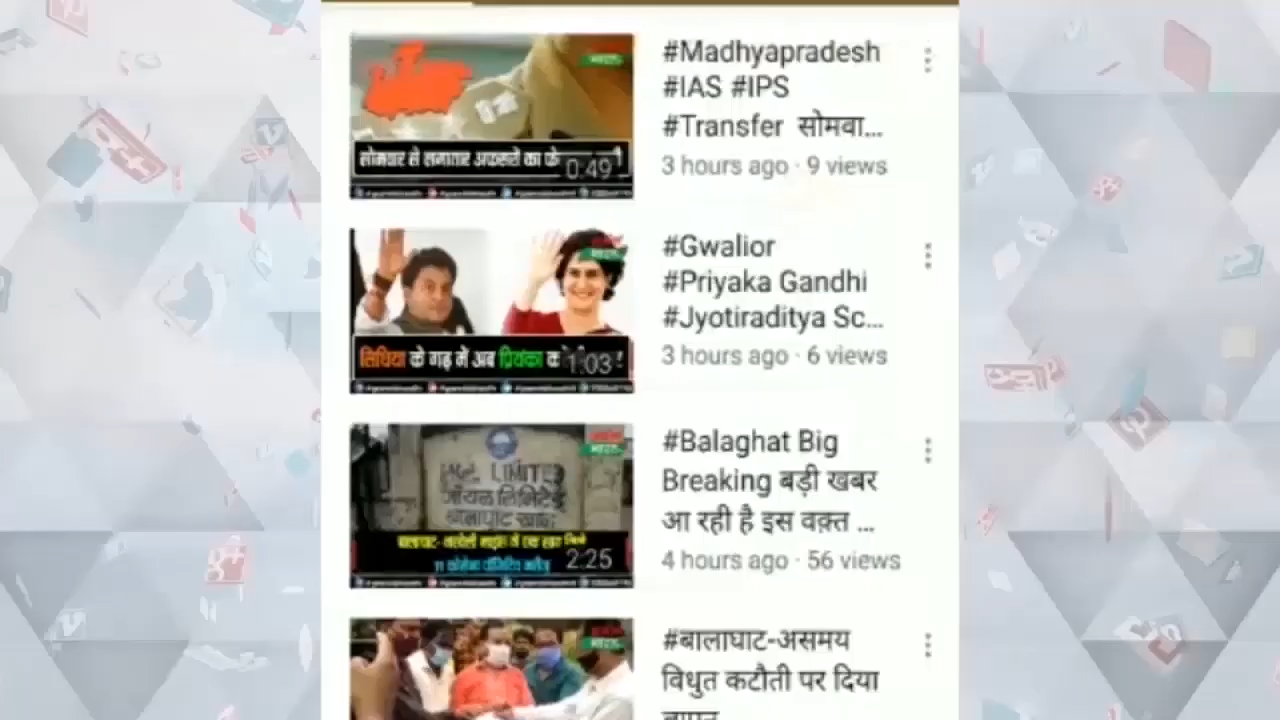 #Madhyapradesh
#IAS #IPS
#Transfer सोमवा...
3 hours ago · 9 views
सोमवार से लगातार अफसरों का
0:49
#Gwalior
#Priyaka Gandhi
#Jyotiraditya Sc...
3 hours ago · 6 views
सिंधिया के गढ़ में अब प्रियंका
1:03
#Balaghat Big
Breaking बड़ी खबर
आ रही है इस वक़्त ...
4 hours ago · 56 views
LIMITED
मॉयल लिमिटेड
बालाघाट खान
2:25
#बालाघाट-असमय
विधुत कटौती पर दिया